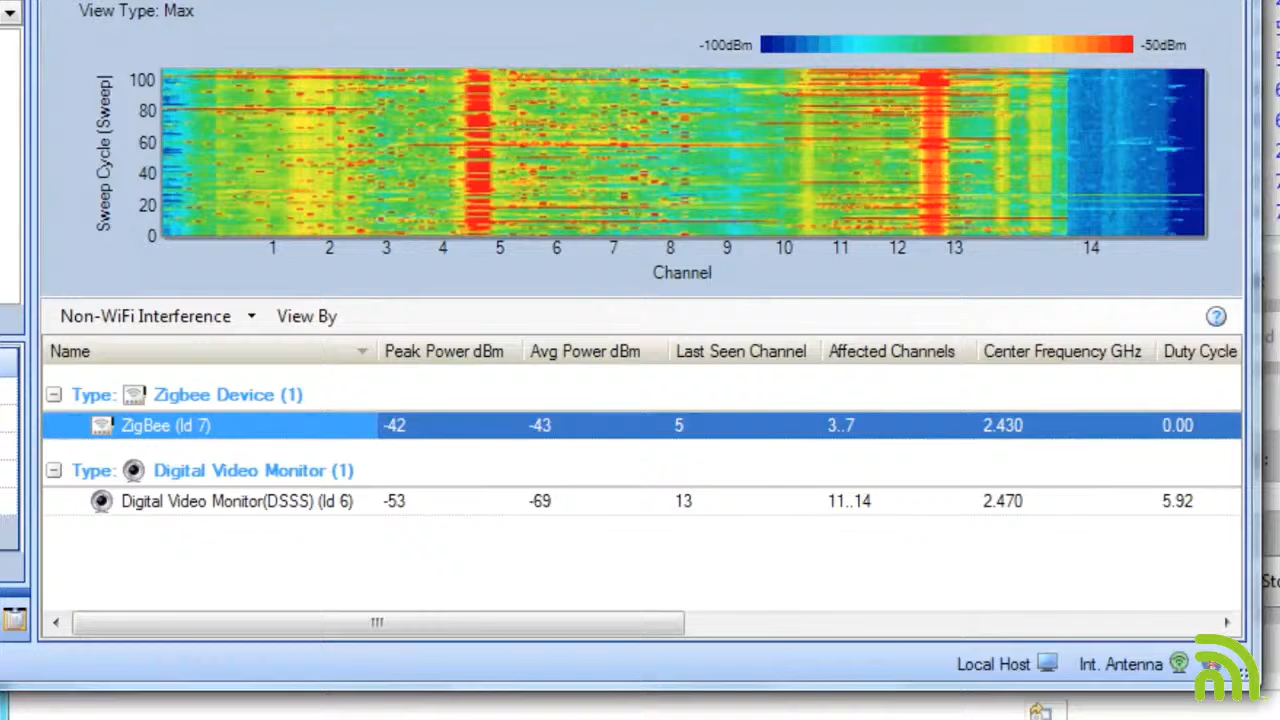 View Type: Max
-100dBm -50dBm
Sweep Cycle [Sweep]
100
80
60
40
20
0
1 2 3 4 5 6 7 8 9 10 11 12 13 14
Channel
Non-WiFi Interference View By
Name Peak Power dBm Avg Power dBm Last Seen Channel Affected Channels Center Frequency GHz Duty Cycle
Type: Zigbee Device (1)
ZigBee (Id 7) -42 -43 5 3..7 2.430 0.00
Type: Digital Video Monitor (1)
Digital Video Monitor(DSSS) (Id 6) -53 -69 13 11..14 2.470 5.92
Local Host Int. Antenna